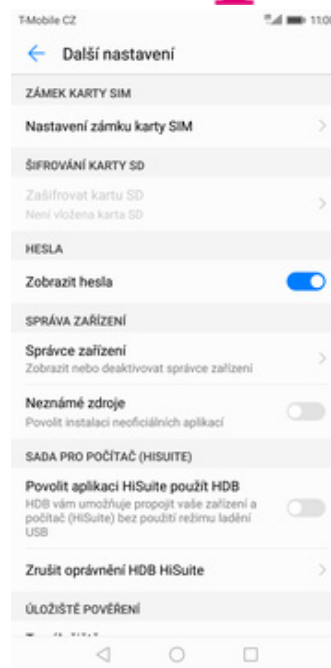 T-Mobile CZ
Další nastavení
ZÁMEK KARTY SIM
Nastavení zámku karty SIM
ŠIFROVÁNÍ KARTY SD
Zašifrovat kartu SD
Není vložena karta SD
HESLA
Zobrazit hesla
SPRÁVA ZAŘÍZENÍ
Správce zařízení
Zobrazit nebo deaktivovat správce zařízení
Neznámé zdroje
Povolit instalaci neoficiálních aplikací
SADA PRO POČÍTAČ (HISUITE)
Povolit aplikaci HiSuite použít HDB
HDB vám umožňuje propojit vaše zařízení a
počítač (HiSuite) bez použití režimu ladění
USB
Zrušit oprávnění HDB HiSuite
ÚLOŽIŠTĚ POVĚŘENÍ